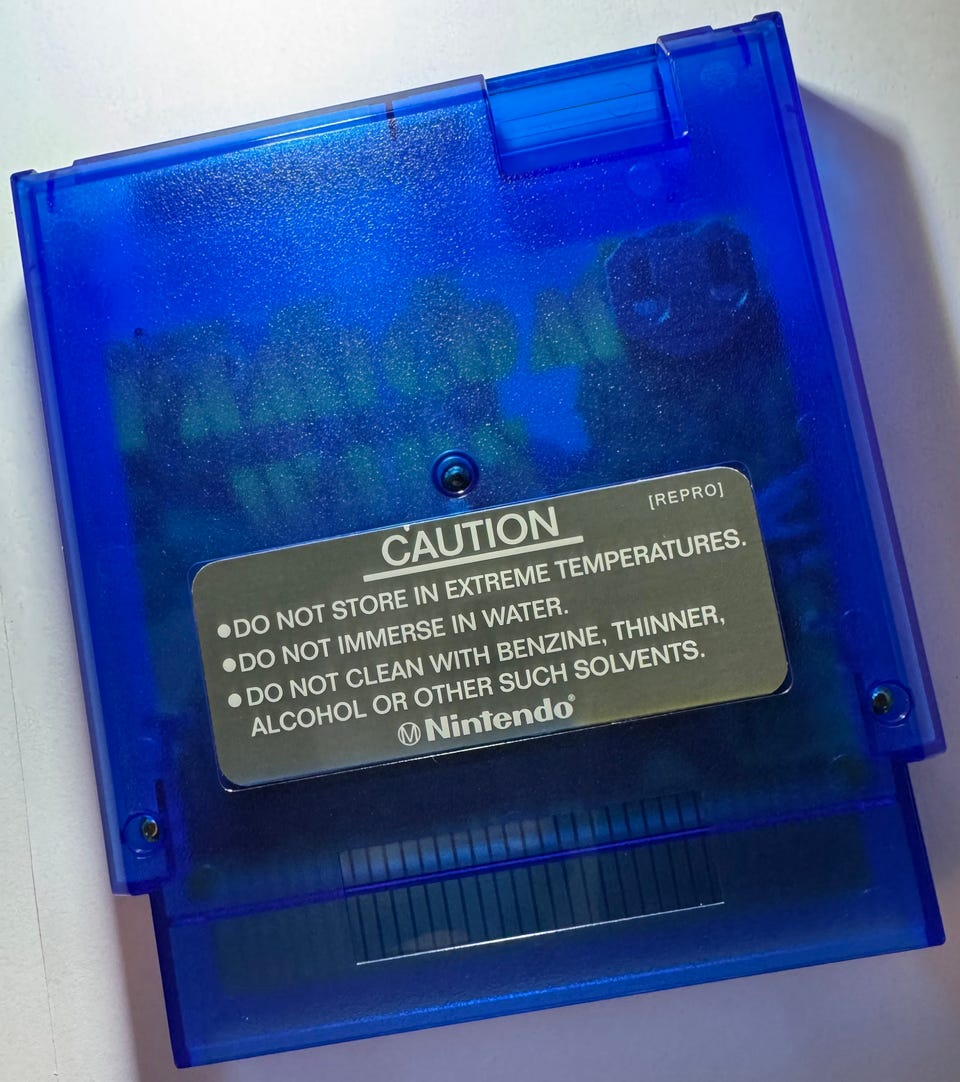 [REPRO]
CAUTION
●DO NOT STORE IN EXTREME TEMPERATURES.
●DO NOT IMMERSE IN WATER.
●DO NOT CLEAN WITH BENZINE, THINNER,
ALCOHOL OR OTHER SUCH SOLVENTS.
Ⓜ Nintendo®